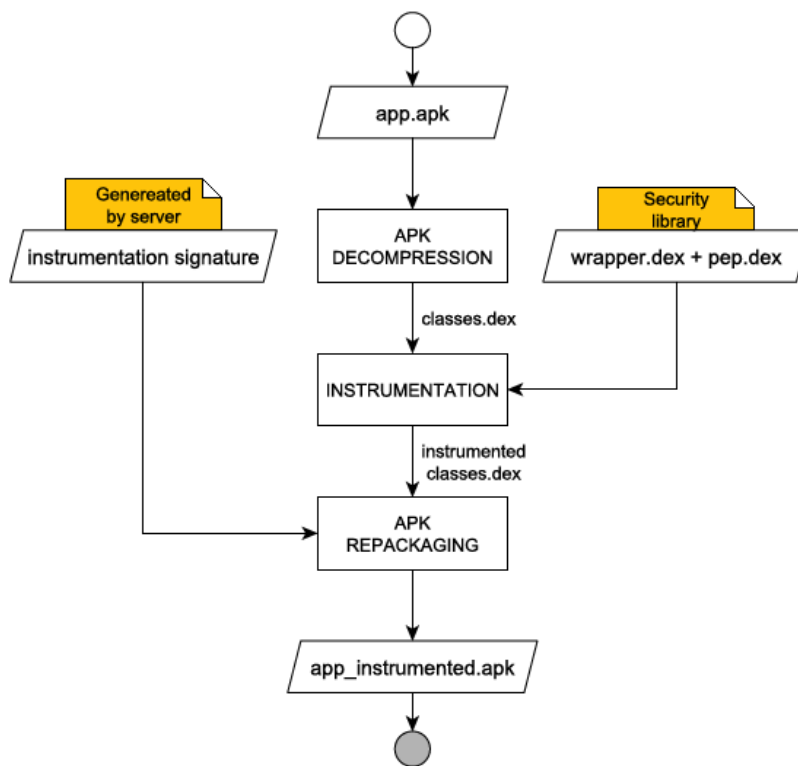 app.apk
Genereated
by server
instrumentation signature
APK
DECOMPRESSION
Security
library
wrapper.dex + pep.dex
classes.dex
INSTRUMENTATION
instrumented
classes.dex
APK
REPACKAGING
app_instrumented.apk